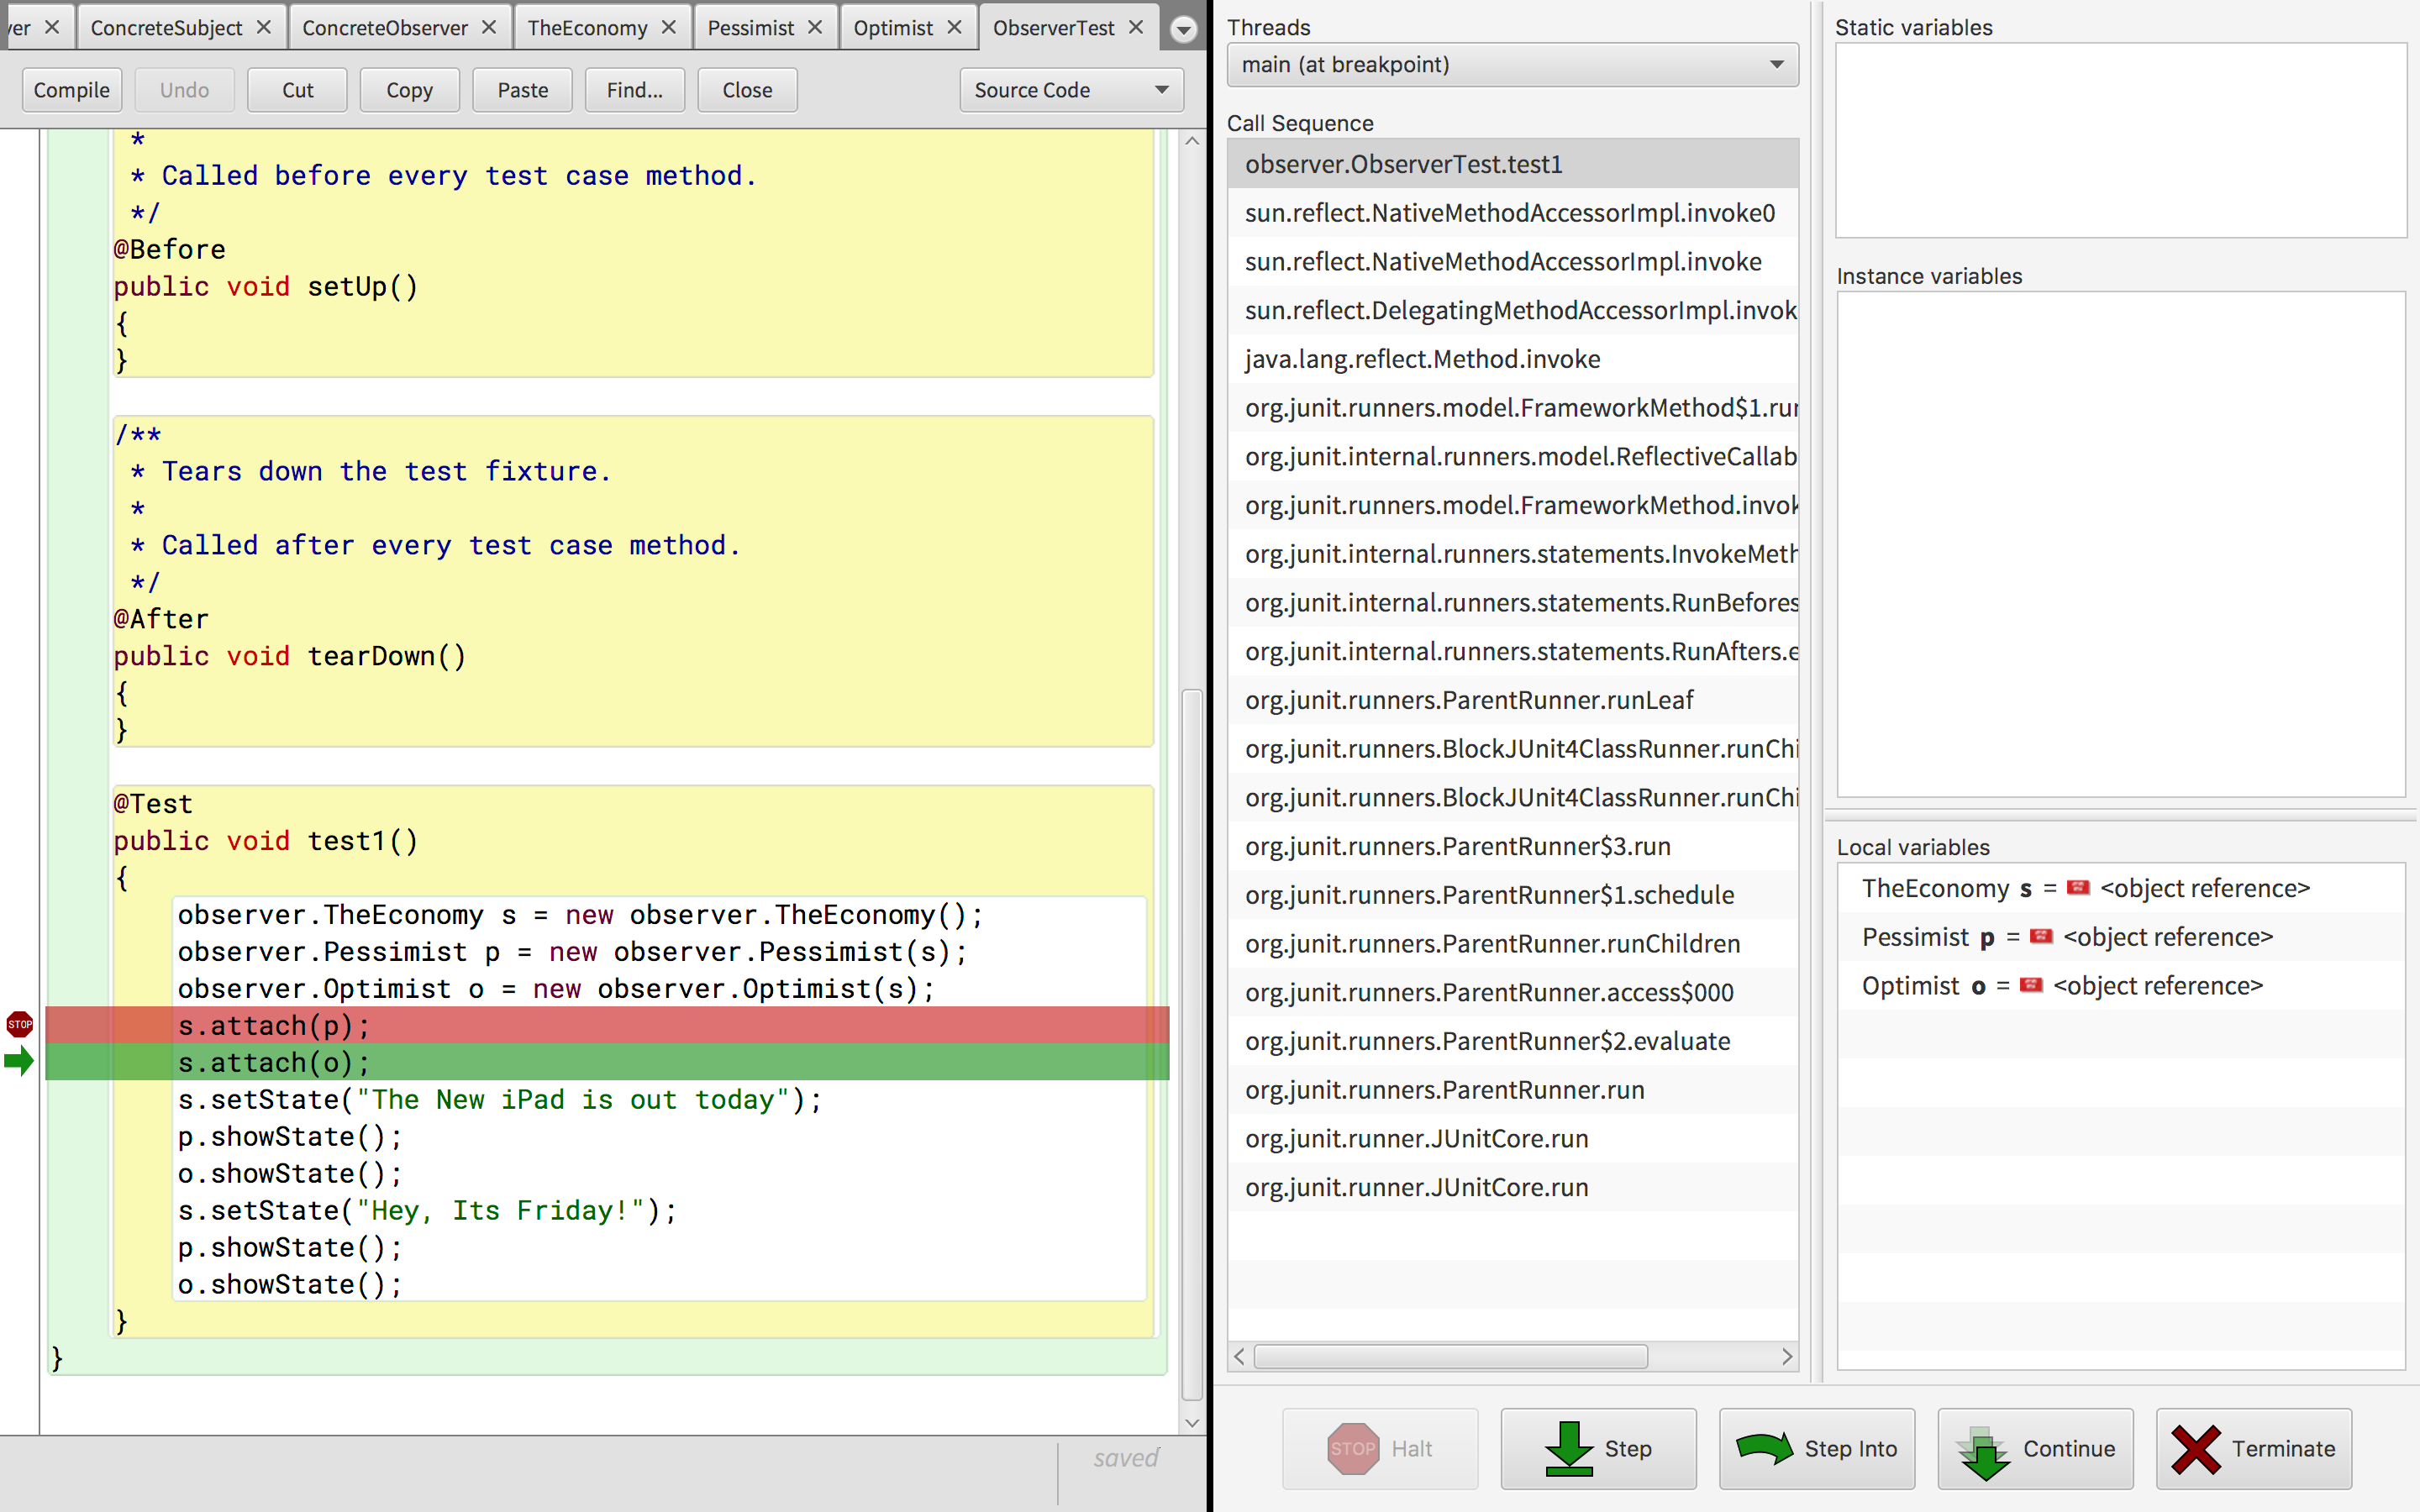 ver
ConcreteSubject
ConcreteObserver
TheEconomy
Pessimist
Optimist
ObserverTest
Compile
Undo
Cut
Copy
Paste
Find...
Close
Source Code
*
* Called before every test case method.
*/
@Before
public void setUp()
{
}
/**
* Tears down the test fixture.
*
* Called after every test case method.
*/
@After
public void tearDown()
{
}
@Test
public void test1()
{
observer.TheEconomy s = new observer.TheEconomy();
observer.Pessimist p = new observer.Pessimist(s);
observer.Optimist o = new observer.Optimist(s);
STOP
s.attach(p);
s.attach(o);
s.setState("The New iPad is out today");
p.showState();
o.showState();
s.setState("Hey, Its Friday!");
p.showState();
o.showState();
}
}
saved
Threads
main (at breakpoint)
Call Sequence
observer.ObserverTest.test1
sun.reflect.NativeMethodAccessorImpl.invoke0
sun.reflect.NativeMethodAccessorImpl.invoke
sun.reflect.DelegatingMethodAccessorImpl.invok
java.lang.reflect.Method.invoke
org.junit.runners.model.FrameworkMethod$1.run
org.junit.internal.runners.model.ReflectiveCallab
org.junit.runners.model.FrameworkMethod.invok
org.junit.internal.runners.statements.InvokeMeth
org.junit.internal.runners.statements.RunBefores
org.junit.internal.runners.statements.RunAfters.e
org.junit.runners.ParentRunner.runLeaf
org.junit.runners.BlockJUnit4ClassRunner.runChi
org.junit.runners.BlockJUnit4ClassRunner.runChi
org.junit.runners.ParentRunner$3.run
org.junit.runners.ParentRunner$1.schedule
org.junit.runners.ParentRunner.runChildren
org.junit.runners.ParentRunner.access$000
org.junit.runners.ParentRunner$2.evaluate
org.junit.runners.ParentRunner.run
org.junit.runner.JUnitCore.run
org.junit.runner.JUnitCore.run
Static variables
Instance variables
Local variables
TheEconomy s = <object reference>
Pessimist p = <object reference>
Optimist o = <object reference>
STOP Halt
Step
Step Into
Continue
Terminate